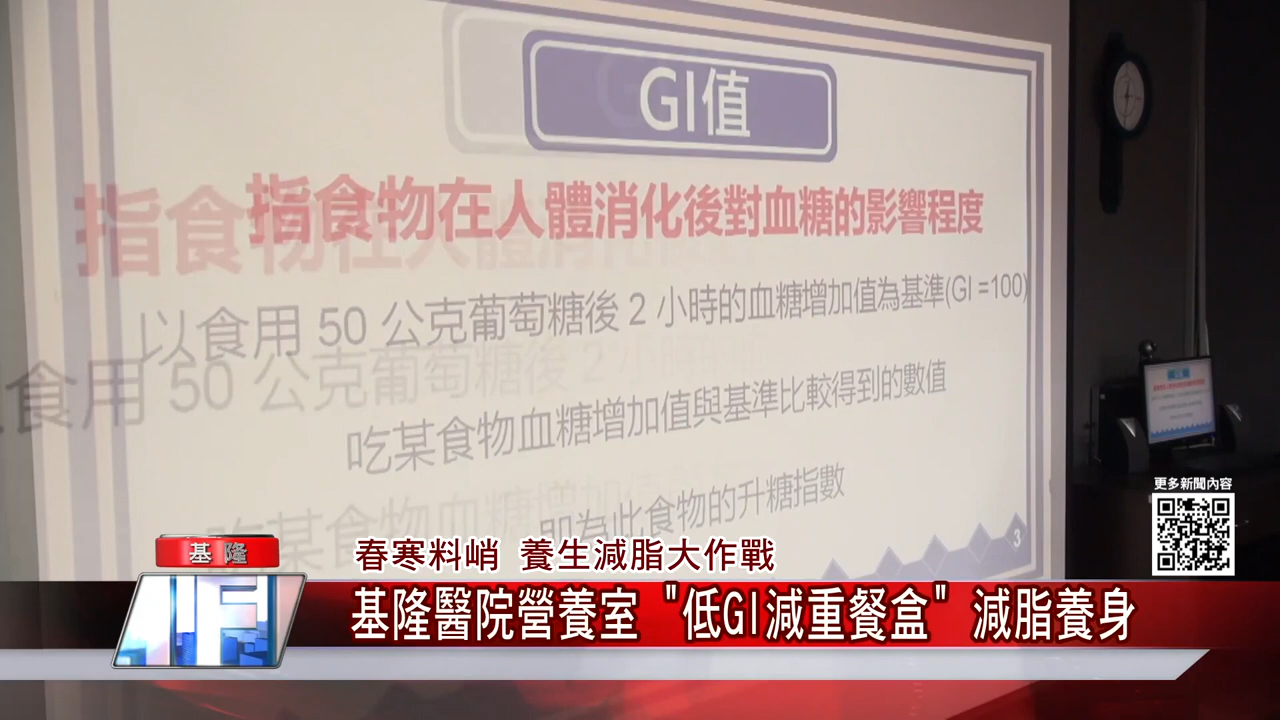 GI值
指食物在人體消化後對血糖的影響程度
以食用 50 公克葡萄糖後 2 小時的血糖增加值為基準(GI =100)
吃某食物血糖增加值與基準比較得到的數值
即為此食物的升糖指數
3
更多新聞內容
基隆
春寒料峭 養生減脂大作戰
基隆醫院營養室 "低GI減重餐盒" 減脂養身